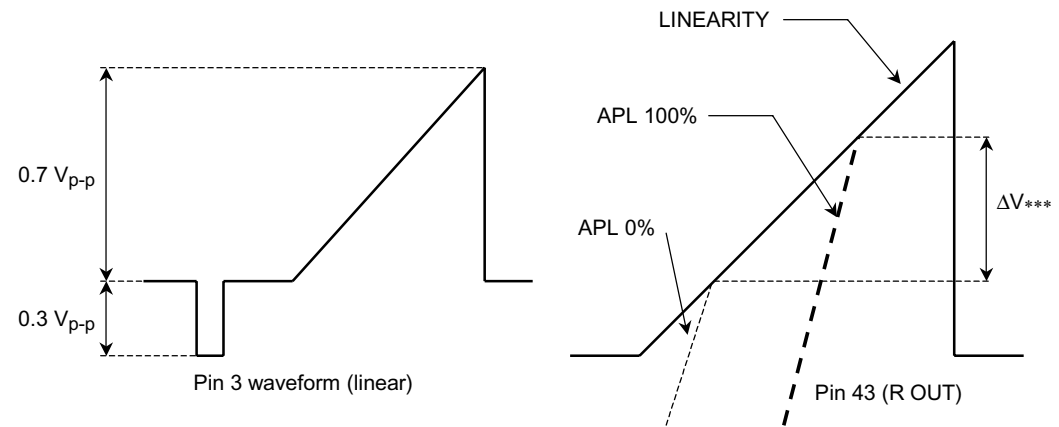 LINEARITY
APL 100%
APL 0%
0.7 Vp-p
0.3 Vp-p
ΔV***
Pin 3 waveform (linear)
Pin 43 (R OUT)